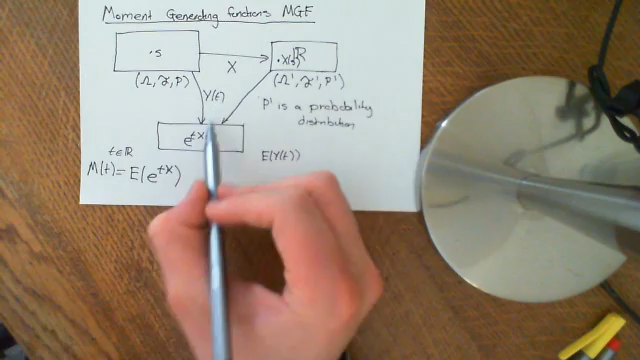 Moment Generating functions MGF
·s
·X(s) ℝ
X
(Ω, 𝓕, P)
(Ω', 𝓕', P')
Y(t)
P' is a probability
distribution
e^tX
t∈ℝ
E(Y(t))
M(t) = E(e^tX)